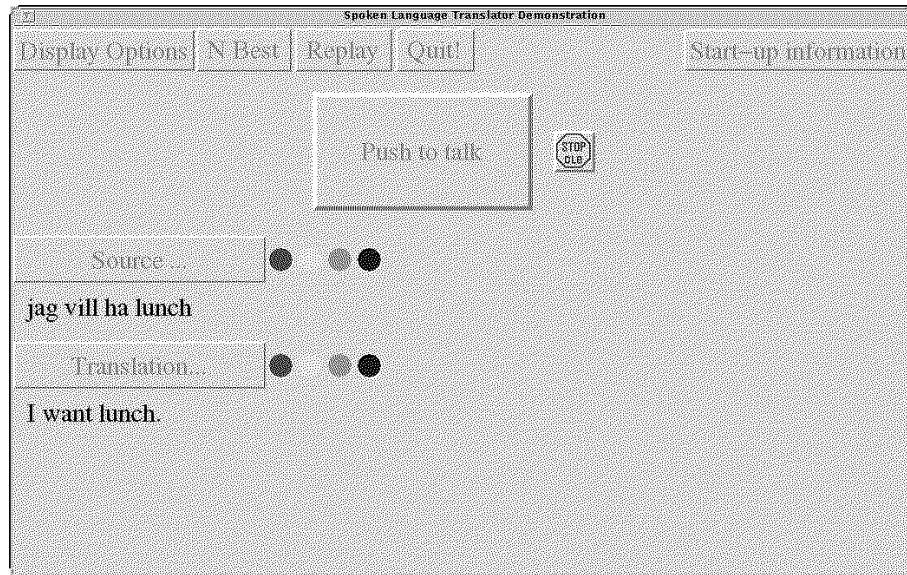 Spoken Language Translator Demonstration
Display Options N Best Replay Quit! Start-up information
Push to talk
STOP
Source ...
jag vill ha lunch
Translation...
I want lunch.